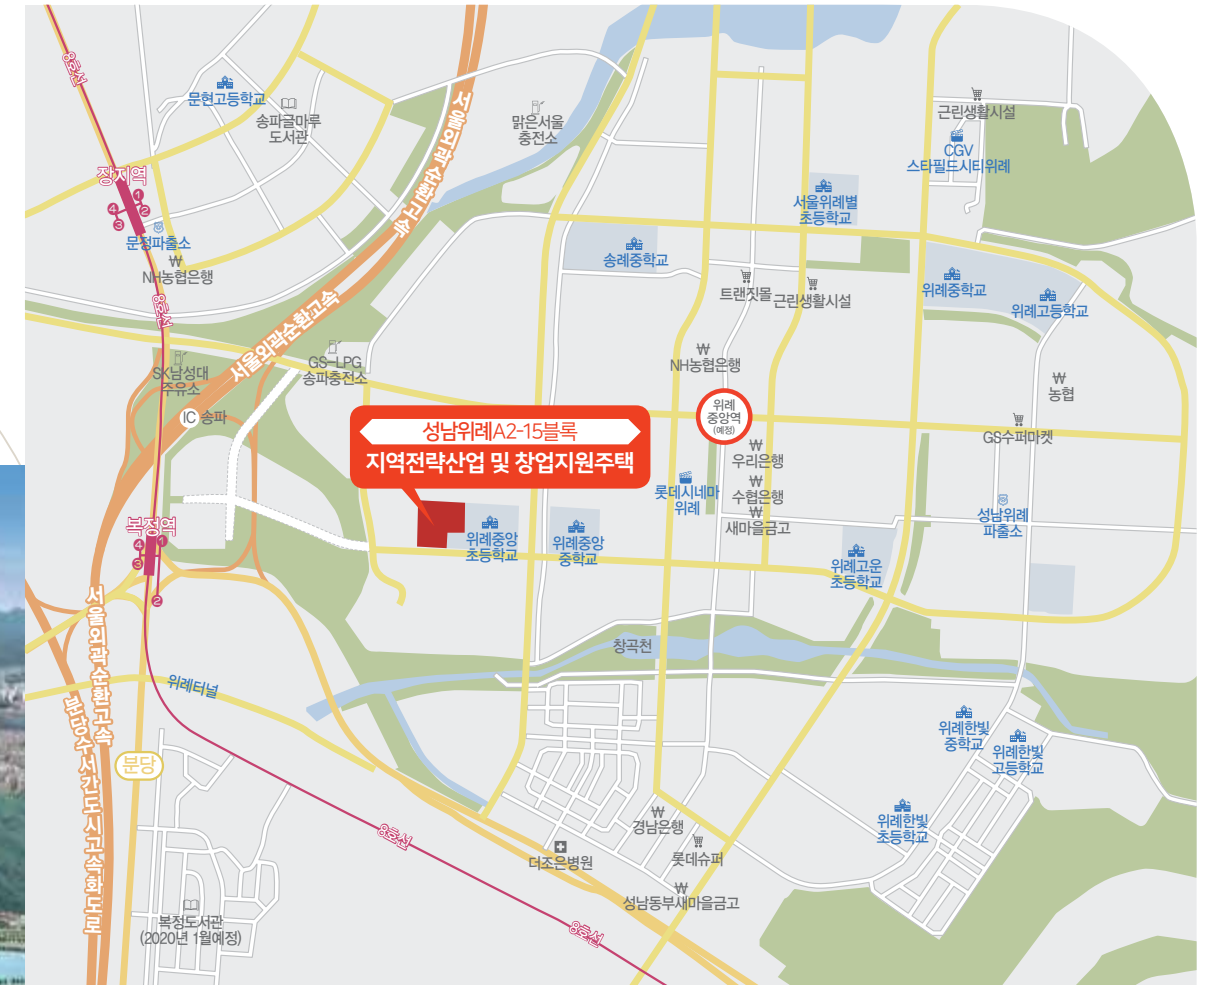 8호선
문현고등학교
송파글마루
도서관
서울외곽순환고속
맑은서울
충전소
근린생활시설
CGV
스타필드시티위례
장지역
1
2
3
4
문정파출소
NH농협은행
서울위례별
초등학교
송례중학교
트랜짓몰
근린생활시설
위례중학교
위례고등학교
8호선
서울외곽순환고속
SK남성대
주유소
GS-LPG
송파충전소
IC 송파
NH농협은행
농협
위례
중앙역
(예정)
GS수퍼마켓
성남위례A2-15블록
지역전략산업 및 창업지원주택
우리은행
롯데시네마
위례
수협은행
새마을금고
성남위례
파출소
복정역
4
1
3
2
위례중앙
초등학교
위례중앙
중학교
위례고운
초등학교
서울외곽순환고속
창곡천
위례터널
분당수서간도시고속화도로
분당
위례한빛
중학교
위례한빛
고등학교
위례한빛
초등학교
8호선
경남은행
롯데슈퍼
더조은병원
성남동부새마을금고
복정도서관
(2020년 1월예정)
8호선